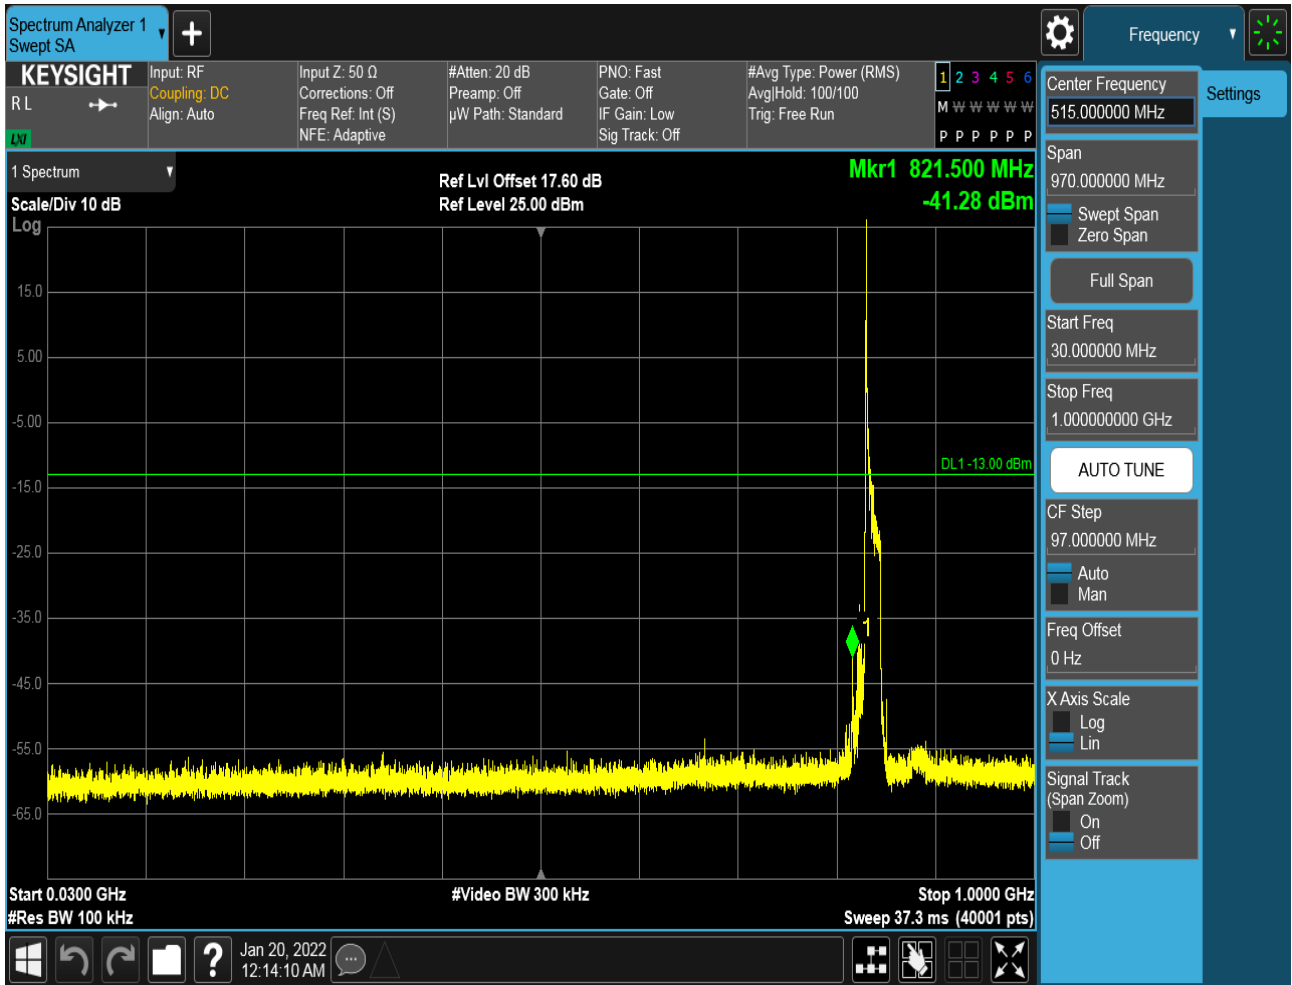 Spectrum Analyzer 1
Swept SA
Frequency
KEYSIGHT
R L
LXI
Input: RF
Coupling: DC
Align: Auto
Input Z: 50 Ω
Corrections: Off
Freq Ref: Int (S)
NFE: Adaptive
#Atten: 20 dB
Preamp: Off
µW Path: Standard
PNO: Fast
Gate: Off
IF Gain: Low
Sig Track: Off
#Avg Type: Power (RMS)
Avg|Hold: 100/100
Trig: Free Run
1 2 3 4 5 6
M W W W W W
P P P P P P
1 Spectrum
Scale/Div 10 dB
Log
Ref Lvl Offset 17.60 dB
Ref Level 25.00 dBm
Mkr1 821.500 MHz
-41.28 dBm
15.0
5.00
-5.00
DL1 -13.00 dBm
-15.0
-25.0
-35.0
-45.0
-55.0
-65.0
Start 0.0300 GHz
#Video BW 300 kHz
Stop 1.0000 GHz
#Res BW 100 kHz
Sweep 37.3 ms (40001 pts)
?
Jan 20, 2022
12:14:10 AM
Center Frequency
515.000000 MHz
Settings
Span
970.000000 MHz
Swept Span
Zero Span
Full Span
Start Freq
30.000000 MHz
Stop Freq
1.000000000 GHz
AUTO TUNE
CF Step
97.000000 MHz
Auto
Man
Freq Offset
0 Hz
X Axis Scale
Log
Lin
Signal Track
(Span Zoom)
On
Off